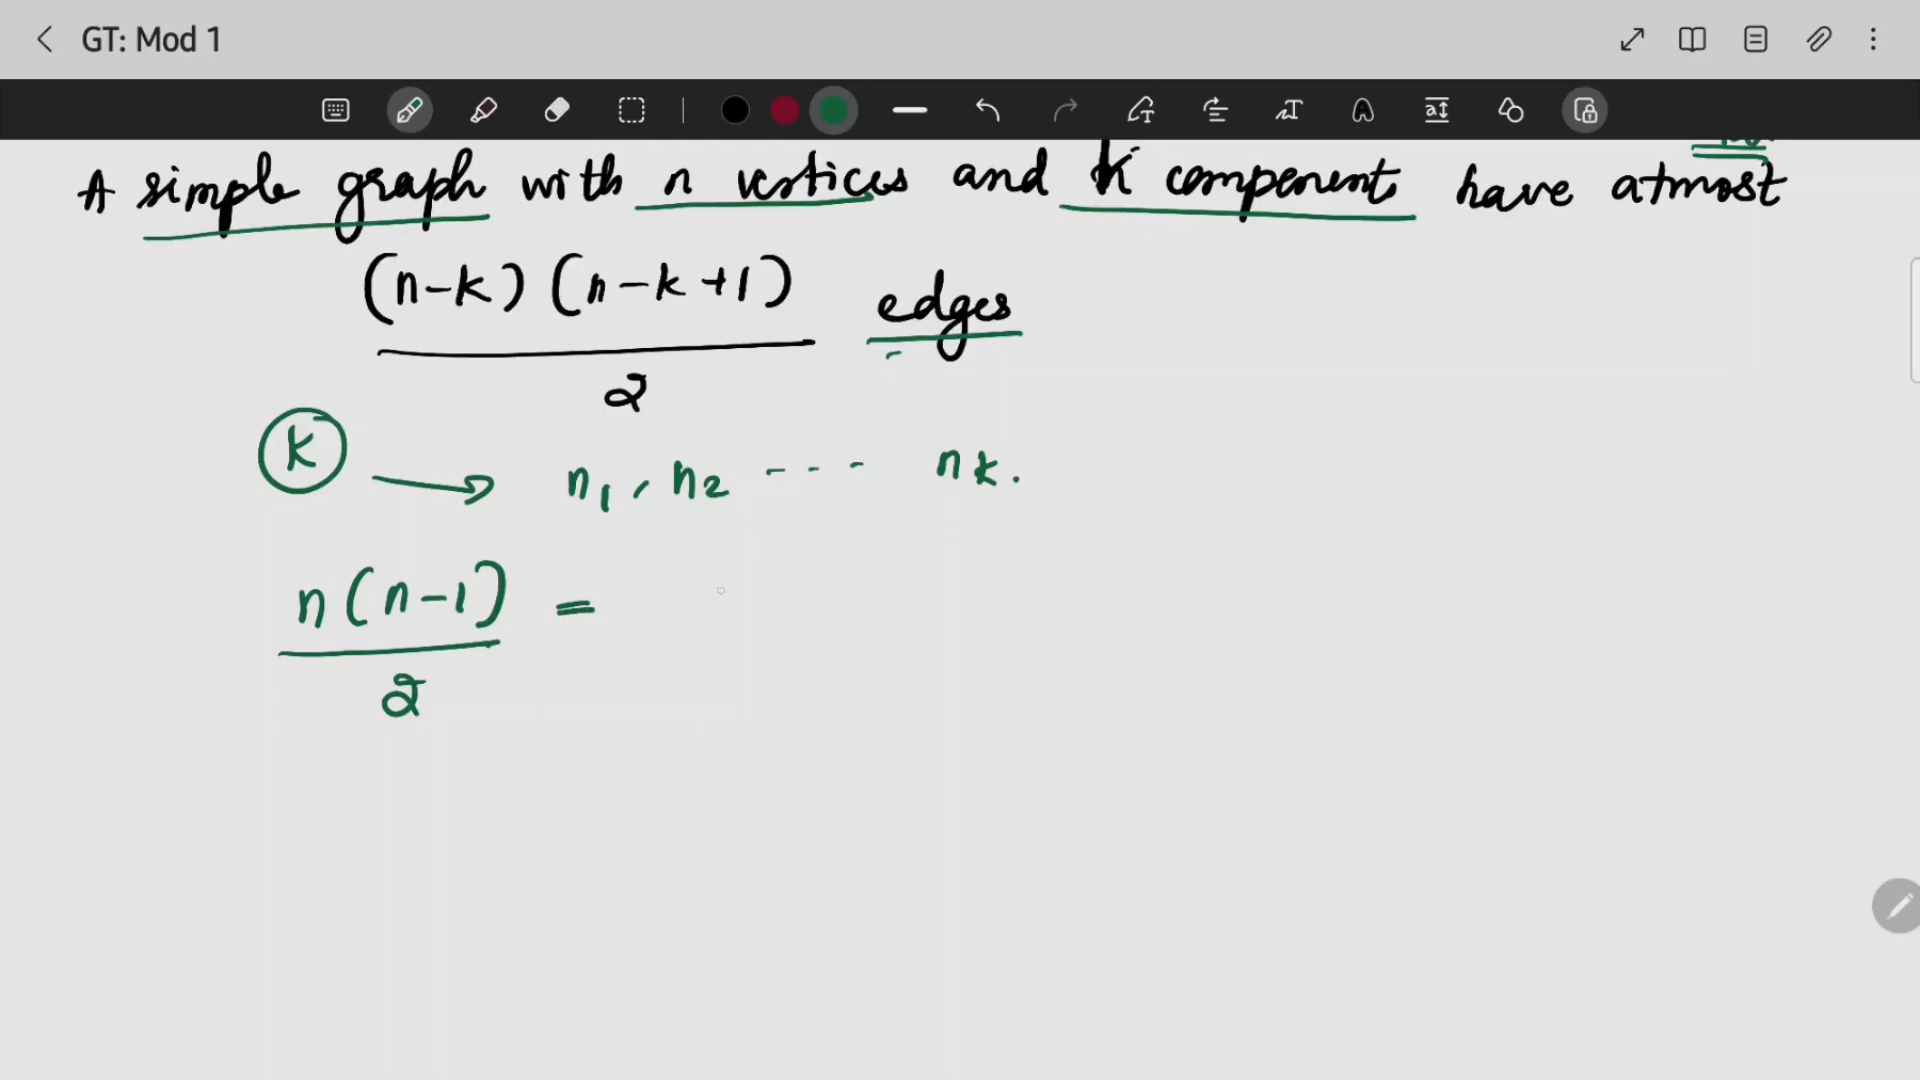 GT: Mod 1
A simple graph with n vertices and K component have atmost
(n-k) (n-k+1)
edges
2
K → n1, n2 ---- nk.
n(n-1) =
2